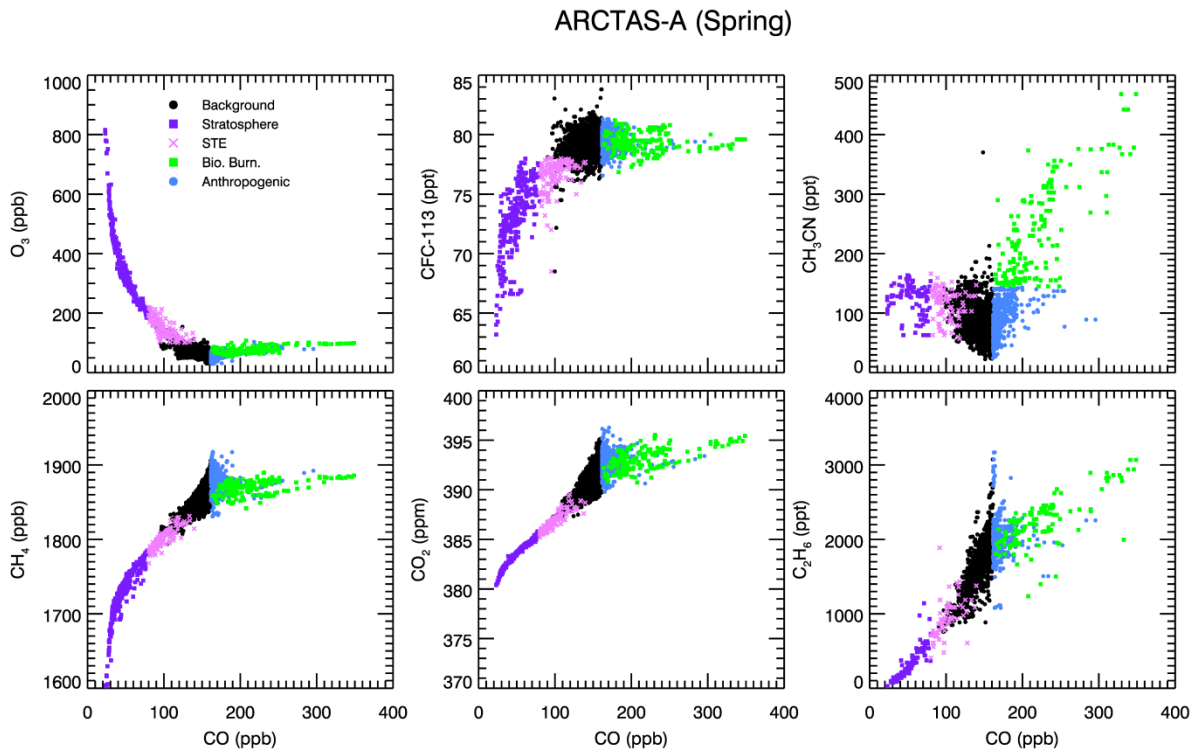 ARCTAS-A (Spring)
1000
800
600
400
200
0
O₃ (ppb)
Background
Stratosphere
STE
Bio. Burn.
Anthropogenic
85
80
75
70
65
60
CFC-113 (ppt)
500
400
300
200
100
0
CH₃CN (ppt)
2000
1900
1800
1700
1600
CH₄ (ppb)
0 100 200 300 400
CO (ppb)
400
395
390
385
380
375
370
CO₂ (ppm)
0 100 200 300 400
CO (ppb)
4000
3000
2000
1000
0
C₂H₆ (ppt)
0 100 200 300 400
CO (ppb)